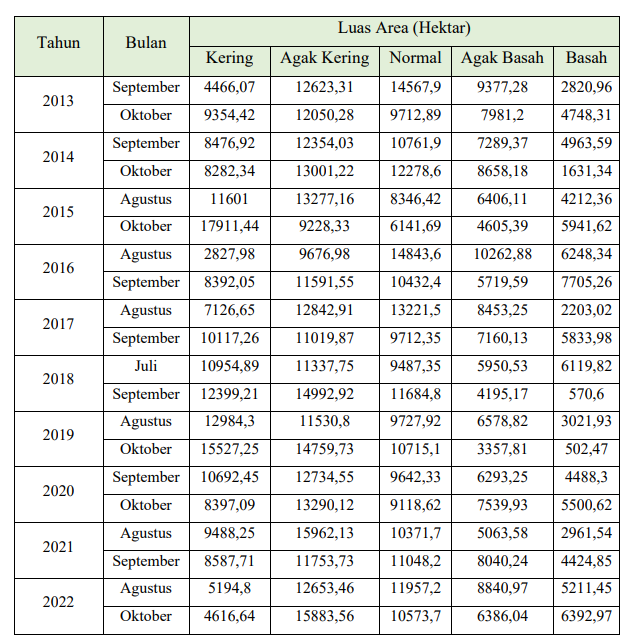 Tahun Bulan Luas Area (Hektar)
Kering Agak Kering Normal Agak Basah Basah
2013 September 4466,07 12623,31 14567,9 9377,28 2820,96
Oktober 9354,42 12050,28 9712,89 7981,2 4748,31
2014 September 8476,92 12354,03 10761,9 7289,37 4963,59
Oktober 8282,34 13001,22 12278,6 8658,18 1631,34
2015 Agustus 11601 13277,16 8346,42 6406,11 4212,36
Oktober 17911,44 9228,33 6141,69 4605,39 5941,62
2016 Agustus 2827,98 9676,98 14843,6 10262,88 6248,34
September 8392,05 11591,55 10432,4 5719,59 7705,26
2017 Agustus 7126,65 12842,91 13221,5 8453,25 2203,02
September 10117,26 11019,87 9712,35 7160,13 5833,98
2018 Juli 10954,89 11337,75 9487,35 5950,53 6119,82
September 12399,21 14992,92 11684,8 4195,17 570,6
2019 Agustus 12984,3 11530,8 9727,92 6578,82 3021,93
Oktober 15527,25 14759,73 10715,1 3357,81 502,47
2020 September 10692,45 12734,55 9642,33 6293,25 4488,3
Oktober 8397,09 13290,12 9118,62 7539,93 5500,62
2021 Agustus 9488,25 15962,13 10371,7 5063,58 2961,54
September 8587,71 11753,73 11048,2 8040,24 4424,85
2022 Agustus 5194,8 12653,46 11957,2 8840,97 5211,45
Oktober 4616,64 15883,56 10573,7 6386,04 6392,97